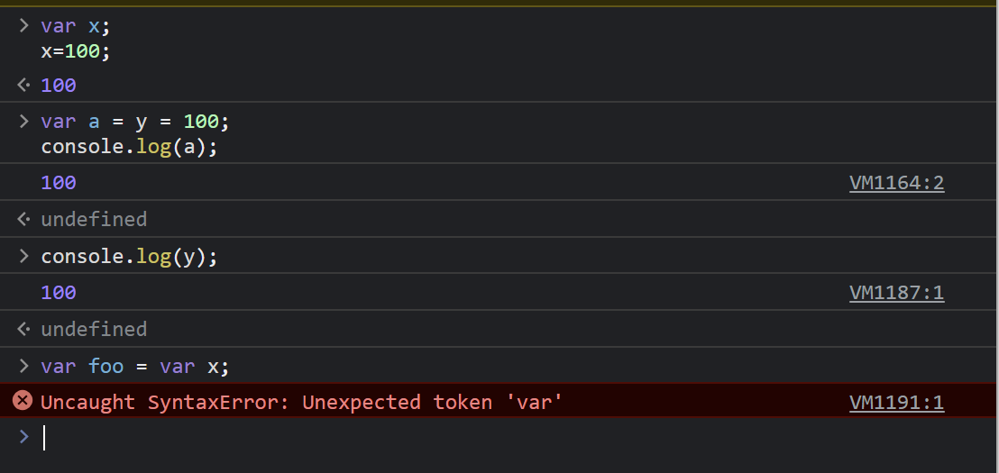 var x;
x=100;
100
var a = y = 100;
console.log(a);
100 VM1164:2
undefined
console.log(y);
100 VM1187:1
undefined
var foo = var x;
Uncaught SyntaxError: Unexpected token 'var' VM1191:1